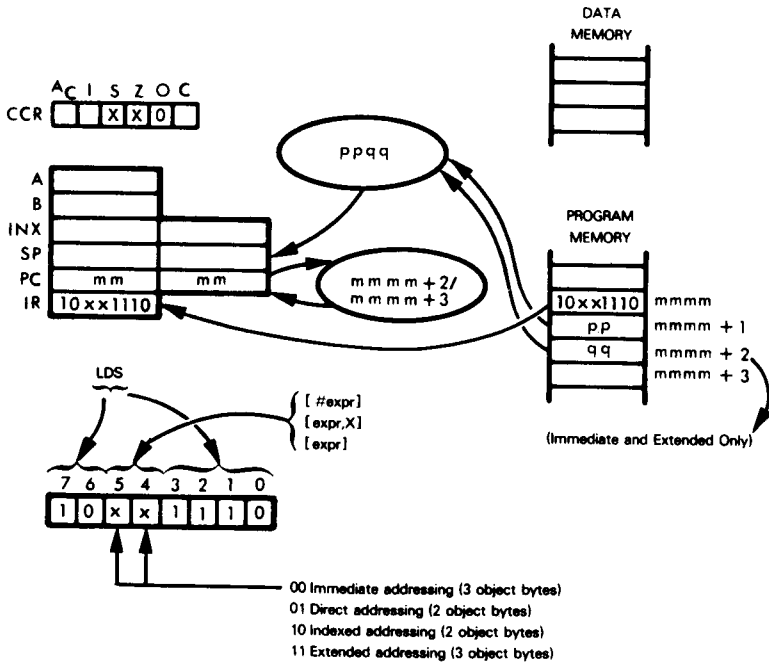 DATA
MEMORY
AC I S Z O C
CCR X X 0
ppqq
A
B
INX
SP
PC mm mm
IR 10xx1110
mmmm+2/
mmmm+3
PROGRAM
MEMORY
10xx1110 mmmm
pp mmmm + 1
qq mmmm + 2
mmmm + 3
(Immediate and Extended Only)
LDS
[ #expr]
[expr,X]
[expr]
7 6 5 4 3 2 1 0
1 0 x x 1 1 1 0
00 Immediate addressing (3 object bytes)
01 Direct addressing (2 object bytes)
10 Indexed addressing (2 object bytes)
11 Extended addressing (3 object bytes)